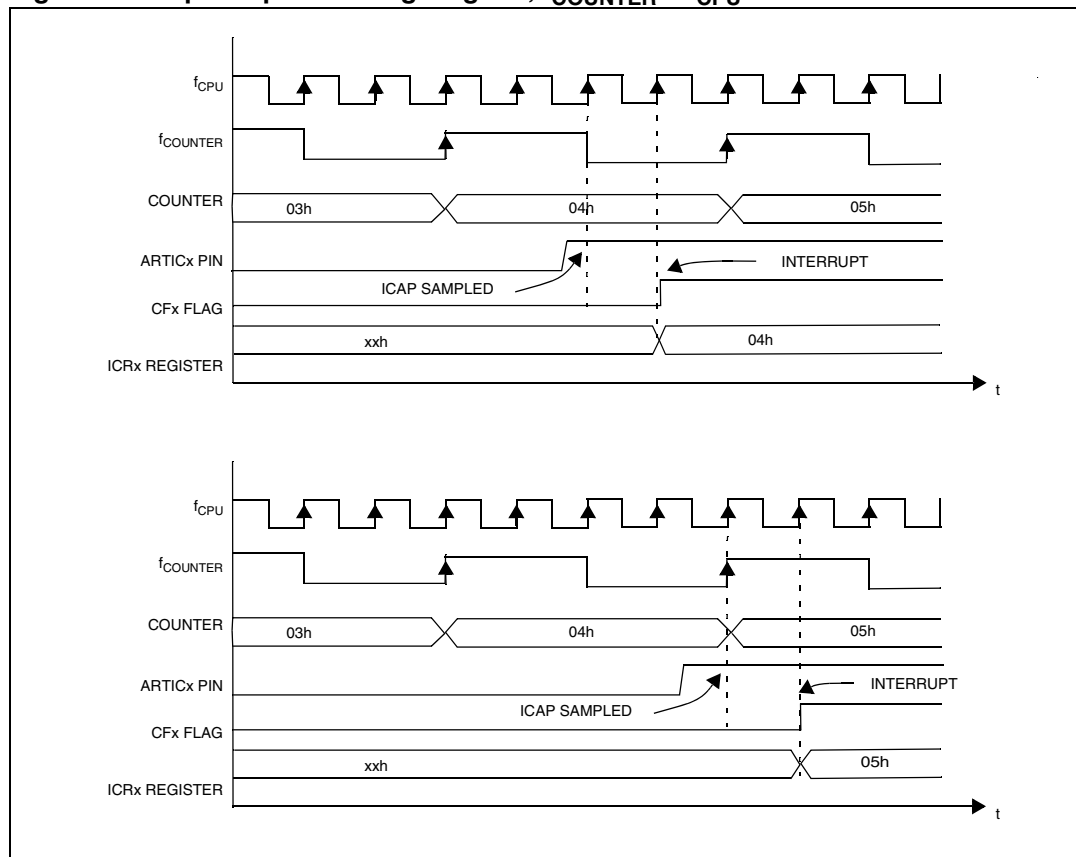 fCPU
fCOUNTER
COUNTER
03h
04h
05h
ARTICx PIN
INTERRUPT
ICAP SAMPLED
CFx FLAG
xxh
04h
ICRx REGISTER
t
fCPU
fCOUNTER
COUNTER
03h
04h
05h
ARTICx PIN
INTERRUPT
ICAP SAMPLED
CFx FLAG
xxh
05h
ICRx REGISTER
t